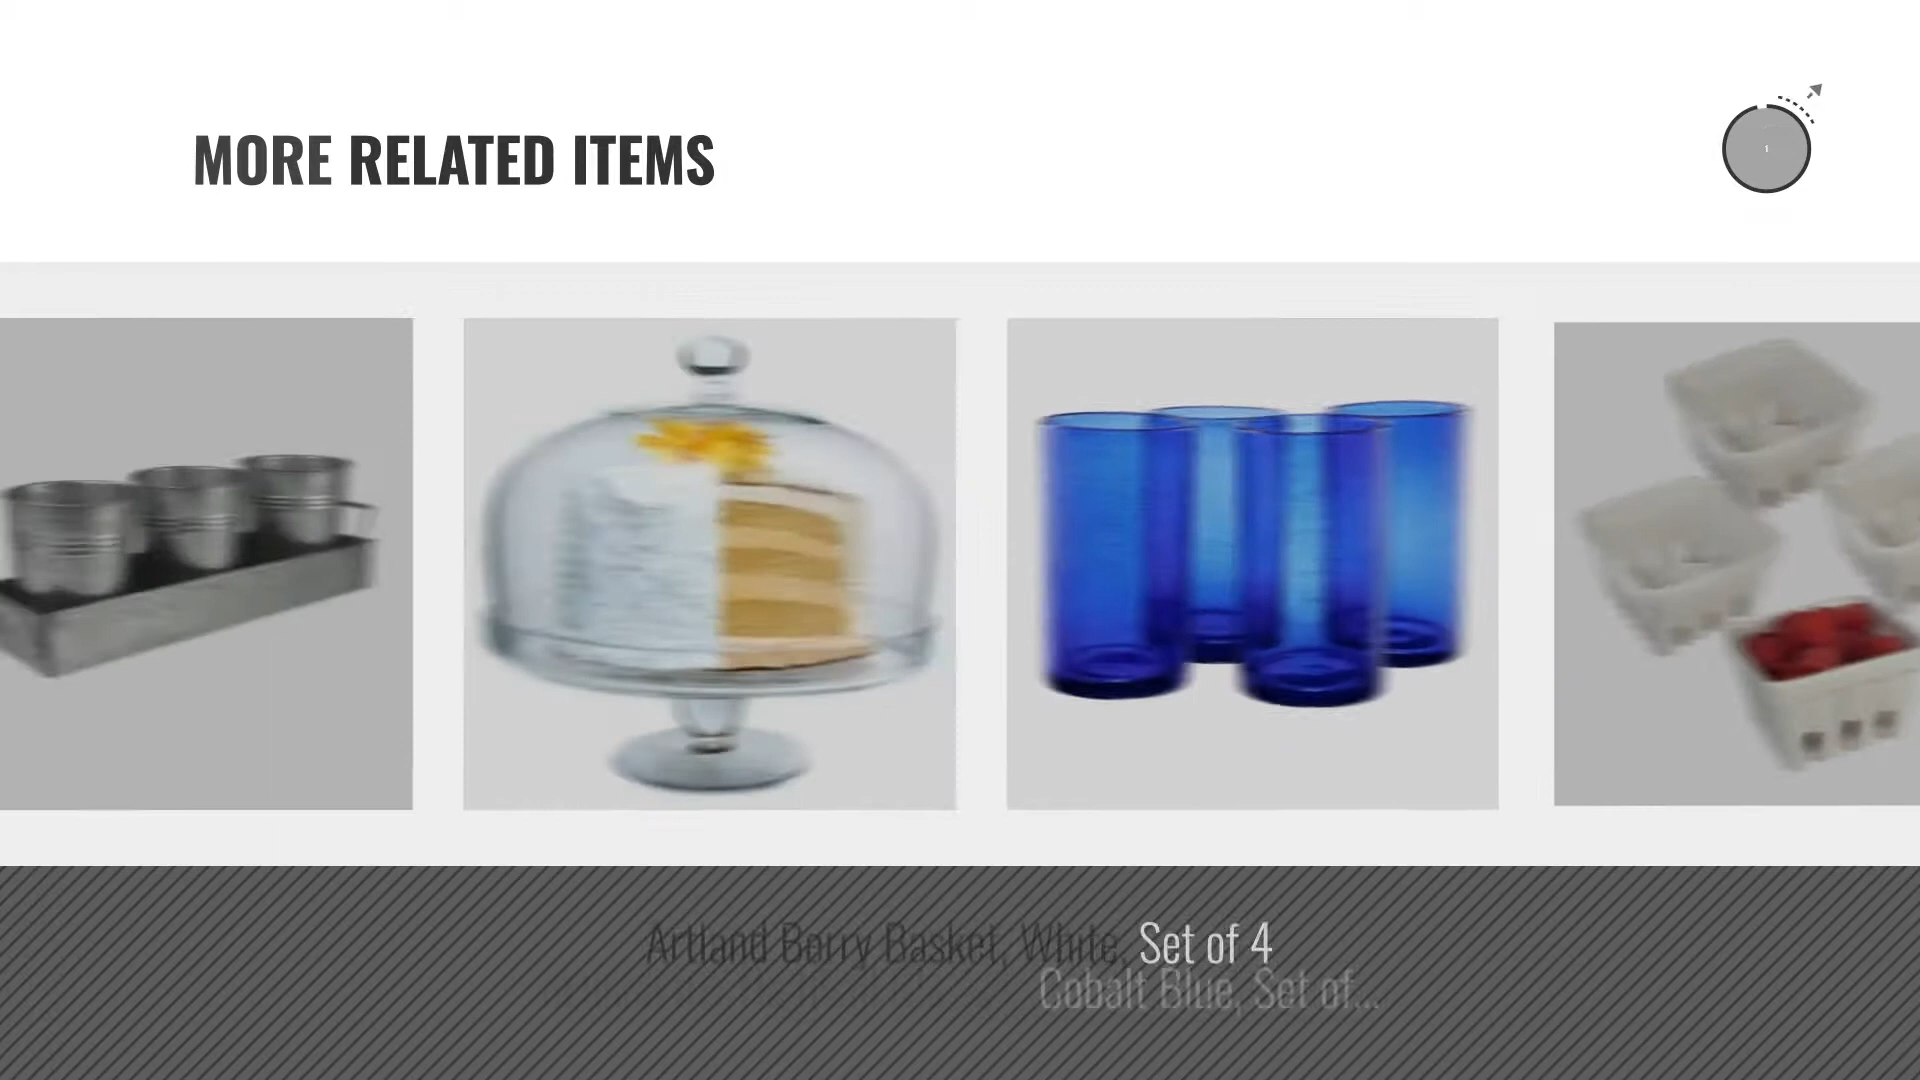 MORE RELATED ITEMS
Artland Berry Basket, White, Set of 4
Cobalt Blue, Set of...